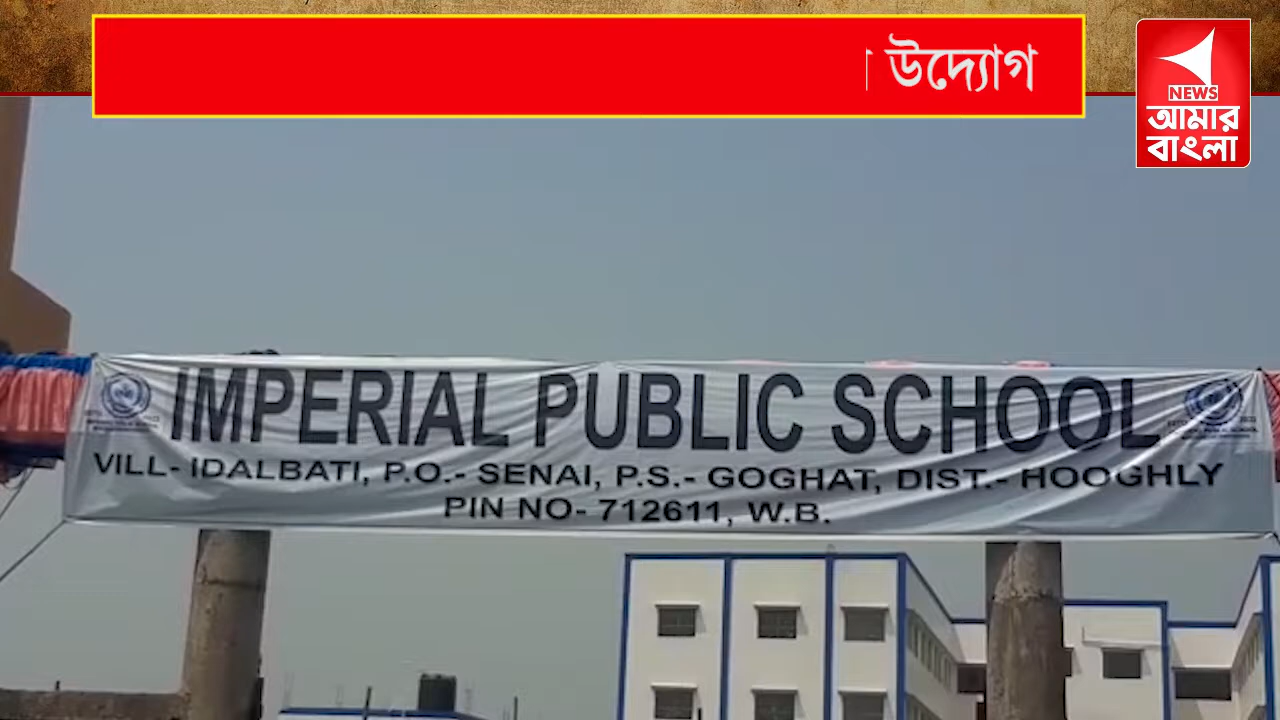 উদ্যোগ
NEWS
আমার
বাংলা
IMPERIAL PUBLIC SCHOOL
VILL- IDALBATI, P.O.- SENAI, P.S.- GOGHAT, DIST.- HOOGHLY
PIN NO- 712611, W.B.